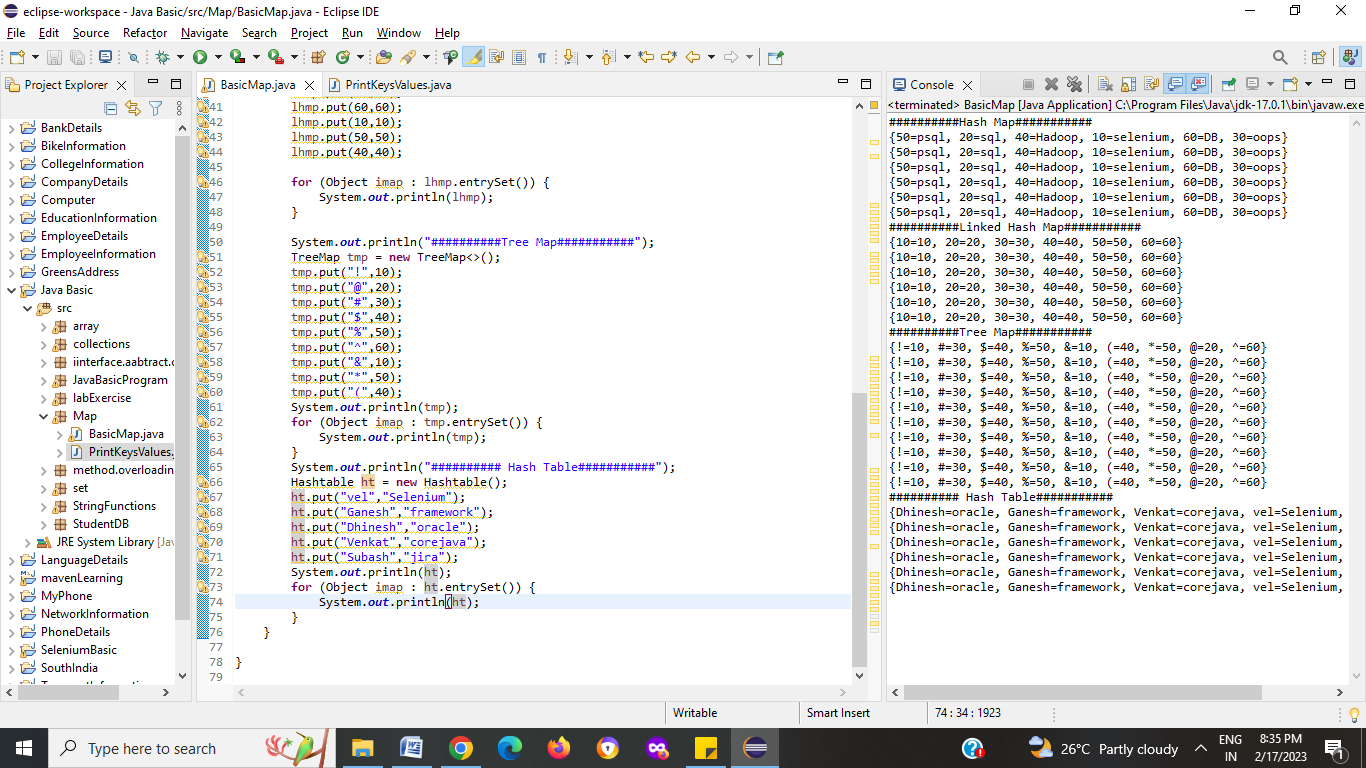 eclipse-workspace - Java Basic/src/Map/BasicMap.java - Eclipse IDE
File Edit Source Refactor Navigate Search Project Run Window Help
Project Explorer
BankDetails
BikeInformation
CollegeInformation
CompanyDetails
Computer
EducationInformation
EmployeeDetails
EmployeeInformation
GreensAddress
Java Basic
src
array
collections
iinterface.aabtract.c
JavaBasicProgram
labExercise
Map
BasicMap.java
PrintKeysValues.
method.overloadin
set
StringFunctions
StudentDB
JRE System Library [Jav
LanguageDetails
mavenLearning
MyPhone
NetworkInformation
PhoneDetails
SeleniumBasic
SouthIndia
BasicMap.java PrintKeysValues.java
41 lhmp.put(60,60);
42 lhmp.put(10,10);
43 lhmp.put(50,50);
44 lhmp.put(40,40);
45
46 for (Object imap : lhmp.entrySet()) {
47 System.out.println(lhmp);
48 }
49
50 System.out.println("##########Tree Map###########");
51 TreeMap tmp = new TreeMap<>();
52 tmp.put("!",10);
53 tmp.put("@",20);
54 tmp.put("#",30);
55 tmp.put("$",40);
56 tmp.put("%",50);
57 tmp.put("^",60);
58 tmp.put("&",10);
59 tmp.put("*",50);
60 tmp.put("(",40);
61 System.out.println(tmp);
62 for (Object imap : tmp.entrySet()) {
63 System.out.println(tmp);
64 }
65 System.out.println("########## Hash Table###########");
66 Hashtable ht = new Hashtable();
67 ht.put("vel","Selenium");
68 ht.put("Ganesh","framework");
69 ht.put("Dhinesh","oracle");
70 ht.put("Venkat","corejava");
71 ht.put("Subash","jira");
72 System.out.println(ht);
73 for (Object imap : ht.entrySet()) {
74 System.out.println(ht);
75 }
76 }
77
78 }
79
Console
<terminated> BasicMap [Java Application] C:\Program Files\Java\jdk-17.0.1\bin\javaw.exe
##########Hash Map###########
{50=psql, 20=sql, 40=Hadoop, 10=selenium, 60=DB, 30=oops}
{50=psql, 20=sql, 40=Hadoop, 10=selenium, 60=DB, 30=oops}
{50=psql, 20=sql, 40=Hadoop, 10=selenium, 60=DB, 30=oops}
{50=psql, 20=sql, 40=Hadoop, 10=selenium, 60=DB, 30=oops}
{50=psql, 20=sql, 40=Hadoop, 10=selenium, 60=DB, 30=oops}
{50=psql, 20=sql, 40=Hadoop, 10=selenium, 60=DB, 30=oops}
##########Linked Hash Map###########
{10=10, 20=20, 30=30, 40=40, 50=50, 60=60}
{10=10, 20=20, 30=30, 40=40, 50=50, 60=60}
{10=10, 20=20, 30=30, 40=40, 50=50, 60=60}
{10=10, 20=20, 30=30, 40=40, 50=50, 60=60}
{10=10, 20=20, 30=30, 40=40, 50=50, 60=60}
{10=10, 20=20, 30=30, 40=40, 50=50, 60=60}
##########Tree Map###########
{!=10, #=30, $=40, %=50, &=10, (=40, *=50, @=20, ^=60}
{!=10, #=30, $=40, %=50, &=10, (=40, *=50, @=20, ^=60}
{!=10, #=30, $=40, %=50, &=10, (=40, *=50, @=20, ^=60}
{!=10, #=30, $=40, %=50, &=10, (=40, *=50, @=20, ^=60}
{!=10, #=30, $=40, %=50, &=10, (=40, *=50, @=20, ^=60}
{!=10, #=30, $=40, %=50, &=10, (=40, *=50, @=20, ^=60}
{!=10, #=30, $=40, %=50, &=10, (=40, *=50, @=20, ^=60}
{!=10, #=30, $=40, %=50, &=10, (=40, *=50, @=20, ^=60}
{!=10, #=30, $=40, %=50, &=10, (=40, *=50, @=20, ^=60}
{!=10, #=30, $=40, %=50, &=10, (=40, *=50, @=20, ^=60}
########## Hash Table###########
{Dhinesh=oracle, Ganesh=framework, Venkat=corejava, vel=Selenium,
{Dhinesh=oracle, Ganesh=framework, Venkat=corejava, vel=Selenium,
{Dhinesh=oracle, Ganesh=framework, Venkat=corejava, vel=Selenium,
{Dhinesh=oracle, Ganesh=framework, Venkat=corejava, vel=Selenium,
{Dhinesh=oracle, Ganesh=framework, Venkat=corejava, vel=Selenium,
{Dhinesh=oracle, Ganesh=framework, Venkat=corejava, vel=Selenium,
Writable Smart Insert 74 : 34 : 1923
Type here to search
26°C Partly cloudy
ENG
IN
8:35 PM
2/17/2023
1